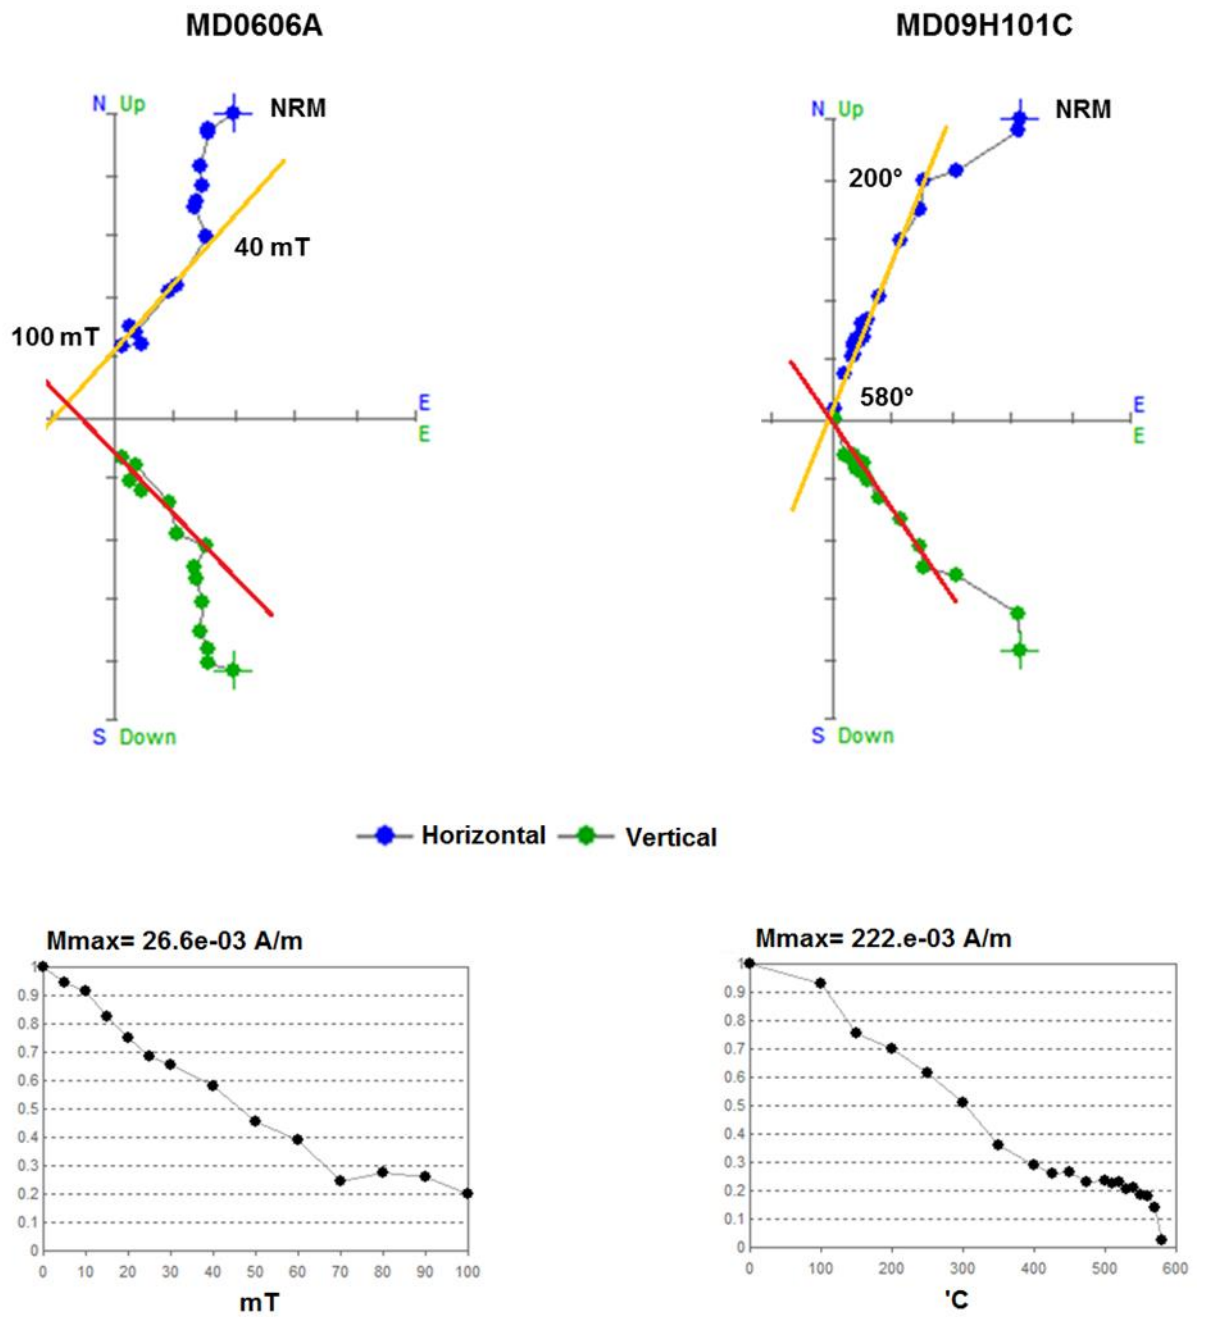 MD0606A
MD09H101C
N Up
NRM
40 mT
100 mT
E
E
S Down
N Up
NRM
200°
580°
E
E
S Down
Horizontal
Vertical
Mmax= 26.6e-03 A/m
1
0.9
0.8
0.7
0.6
0.5
0.4
0.3
0.2
0.1
0
0 10 20 30 40 50 60 70 80 90 100
mT
Mmax= 222.e-03 A/m
1
0.9
0.8
0.7
0.6
0.5
0.4
0.3
0.2
0.1
0
0 100 200 300 400 500 600
'C